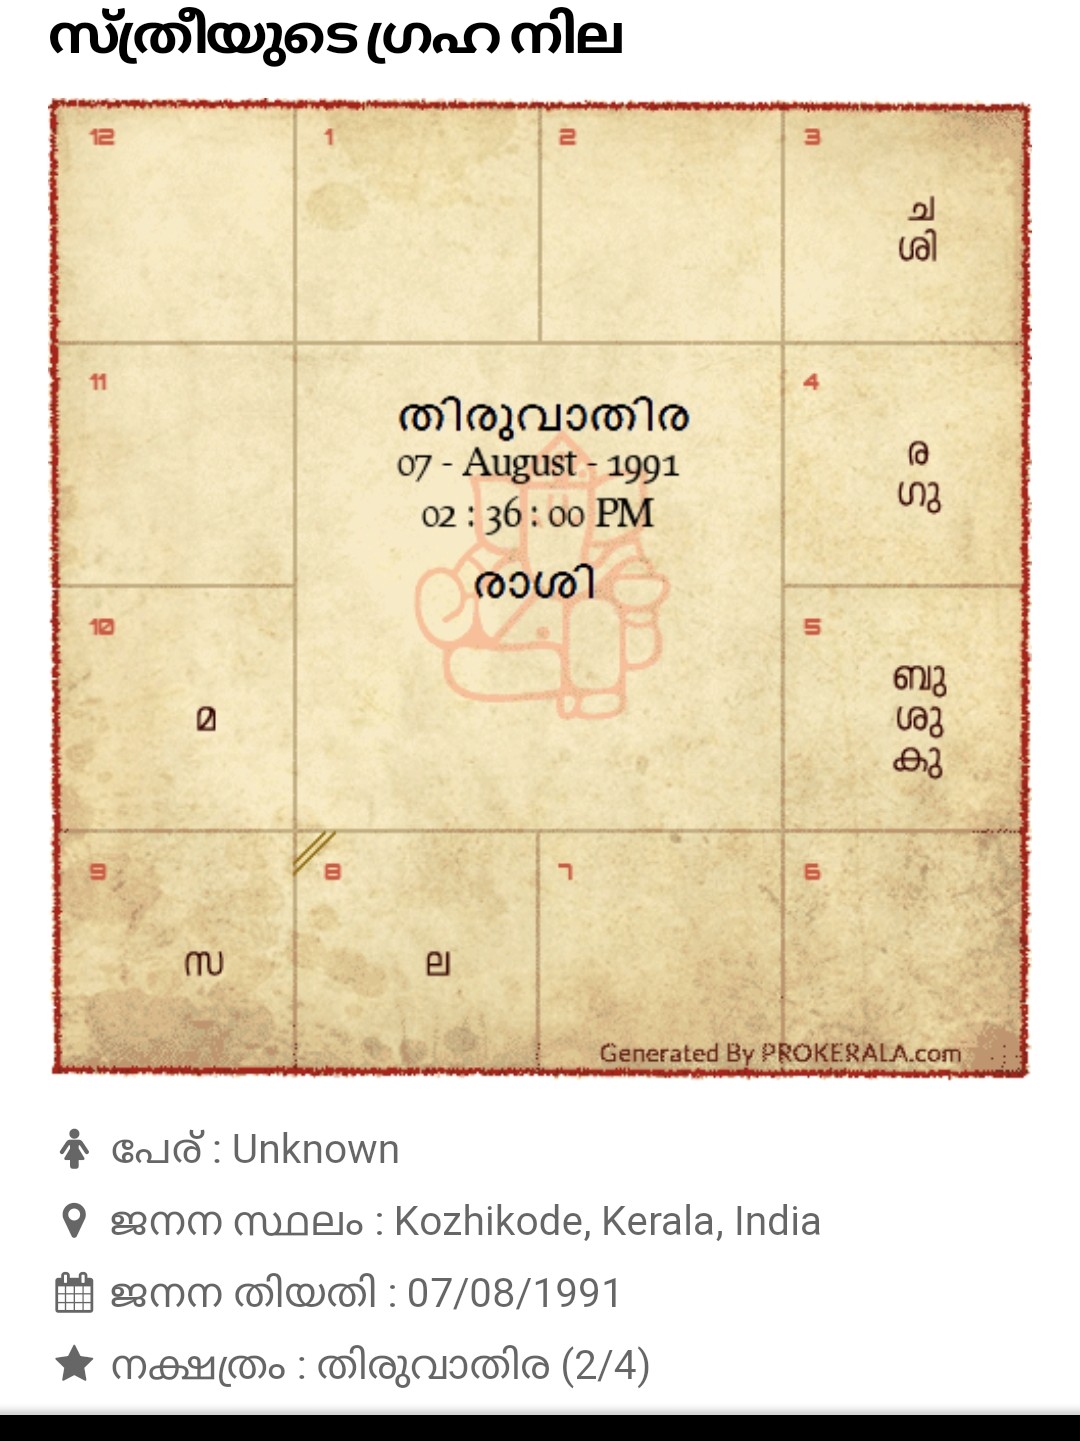 സ്ത്രീയുടെ ഗ്രഹ നില
12
1
2
3
ച
ശി
11
4
തിരുവാതിര
07 - August - 1991
02 : 36 : 00 PM
രാശി
ര
ഗു
10
5
മ
ബു
ശു
കു
9
8
7
6
സ
ല
Generated By PROKERALA.com
പേര് : Unknown
ജനന സ്ഥലം : Kozhikode, Kerala, India
ജനന തിയതി : 07/08/1991
നക്ഷത്രം : തിരുവാതിര (2/4)